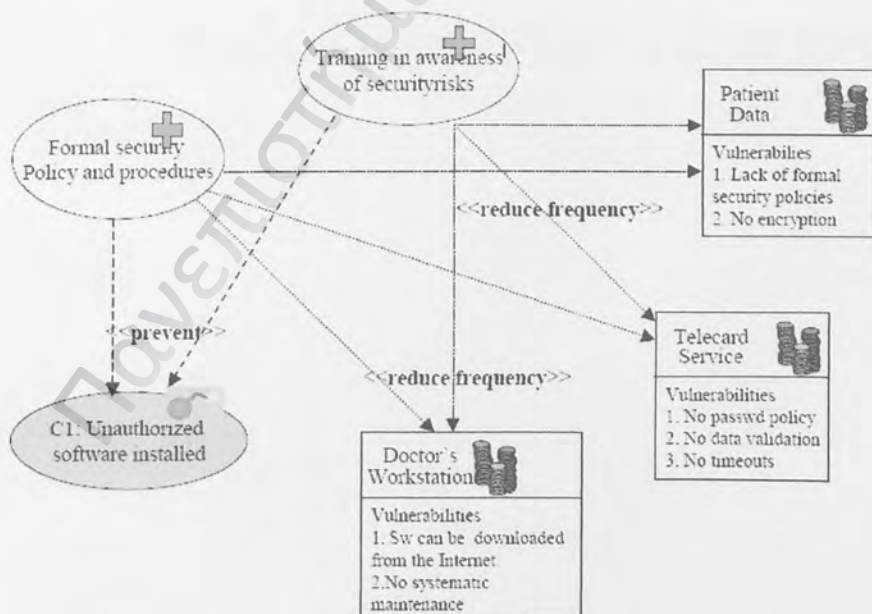 Training in awareness
of securityrisks
Formal security
Policy and procedures
Patient
Data
Vulnerabilies
1. Lack of formal
security policies
2. No encryption
<<reduce frequency>>
<<prevent>>
<<reduce frequency>>
Telecard
Service
Vulnerabilities
1. No passwd policy
2. No data validation
3. No timeouts
C1: Unauthorized
software installed
Doctor's
Workstation
Vulnerabilities
1. Sw can be downloaded
from the Internet
2.No systematic
maintenance